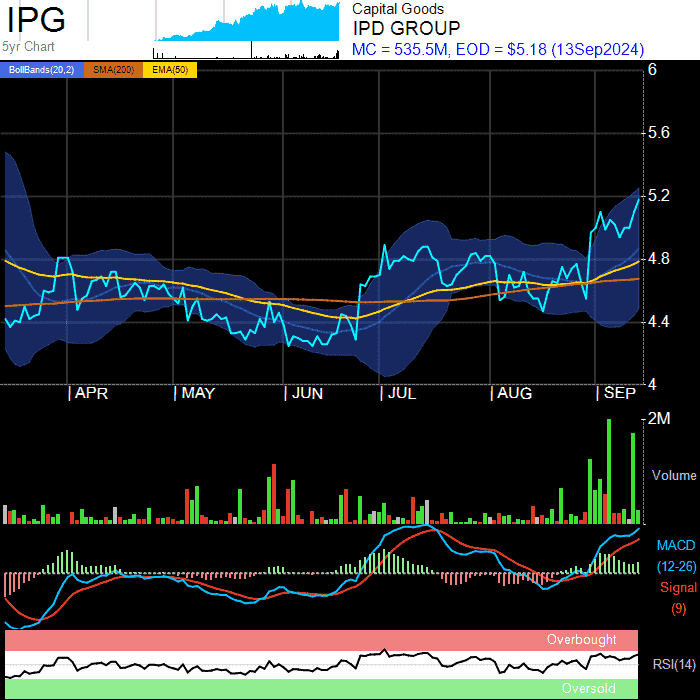 IPG
5yr Chart
Capital Goods
IPD GROUP
MC = 535.5M, EOD = $5.18 (13Sep2024)
BollBands(20,2) SMA(200) EMA(50)
6
5.6
5.2
4.8
4.4
4
APR MAY JUN JUL AUG SEP
2M
Volume
MACD
(12-26)
Signal
(9)
Overbought
RSI(14)
Oversold